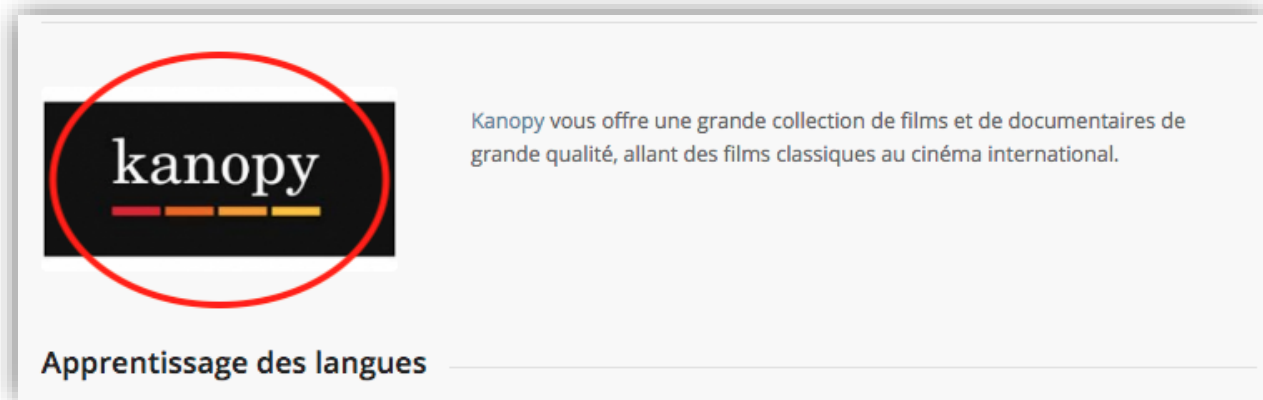 kanopy
Kanopy vous offre une grande collection de films et de documentaires de
grande qualité, allant des films classiques au cinéma international.
Apprentissage des langues